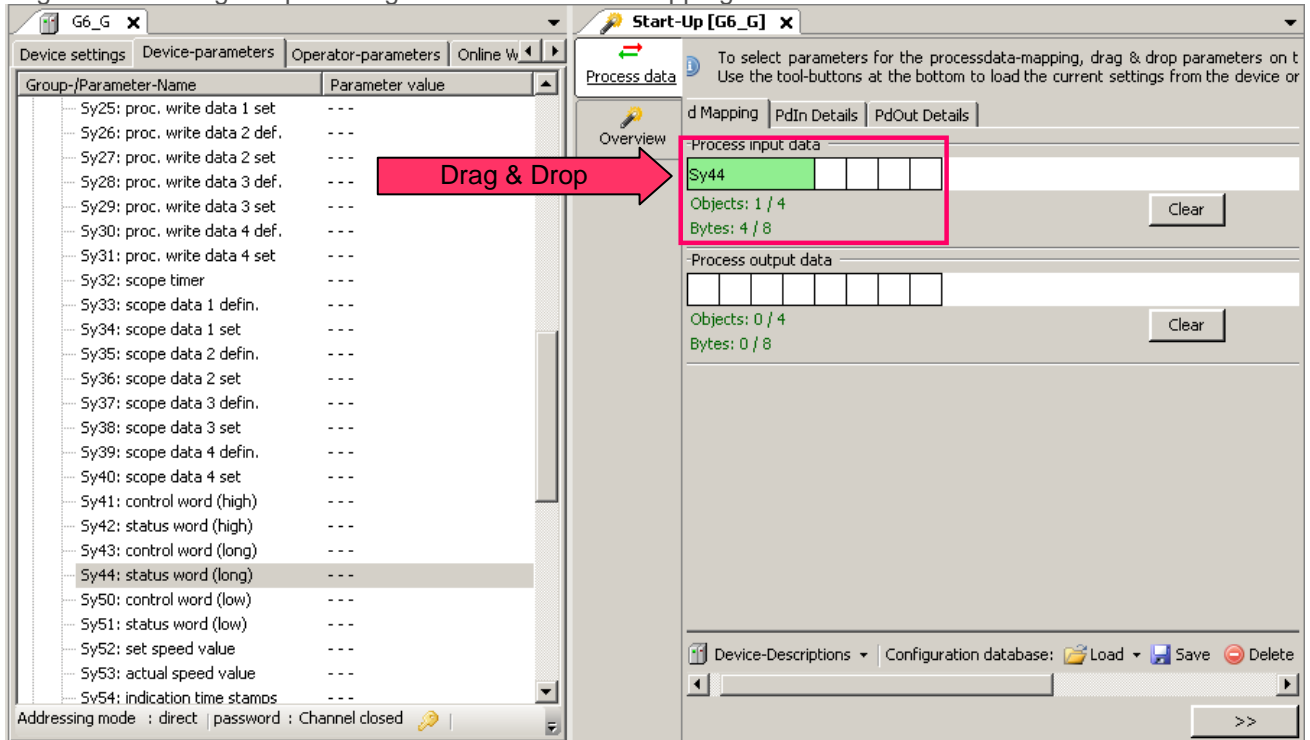 G6_G X
Device settings Device-parameters Operator-parameters Online W
Group-/Parameter-Name Parameter value
Sy25: proc. write data 1 set - - -
Sy26: proc. write data 2 def. - - -
Sy27: proc. write data 2 set - - -
Sy28: proc. write data 3 def. - - -
Sy29: proc. write data 3 set - - -
Sy30: proc. write data 4 def. - - -
Sy31: proc. write data 4 set - - -
Sy32: scope timer - - -
Sy33: scope data 1 defin. - - -
Sy34: scope data 1 set - - -
Sy35: scope data 2 defin. - - -
Sy36: scope data 2 set - - -
Sy37: scope data 3 defin. - - -
Sy38: scope data 3 set - - -
Sy39: scope data 4 defin. - - -
Sy40: scope data 4 set - - -
Sy41: control word (high) - - -
Sy42: status word (high) - - -
Sy43: control word (long) - - -
Sy44: status word (long) - - -
Sy50: control word (low) - - -
Sy51: status word (low) - - -
Sy52: set speed value - - -
Sy53: actual speed value - - -
Sy54: indication time stamps - - -
Addressing mode : direct password : Channel closed
Drag & Drop
Start-Up [G6_G] X
Process data
Overview
To select parameters for the processdata-mapping, drag & drop parameters on t
Use the tool-buttons at the bottom to load the current settings from the device or
d Mapping PdIn Details PdOut Details
Process input data
Sy44
Objects: 1 / 4
Bytes: 4 / 8
Clear
Process output data
Objects: 0 / 4
Bytes: 0 / 8
Clear
Device-Descriptions Configuration database: Load Save Delete
>>